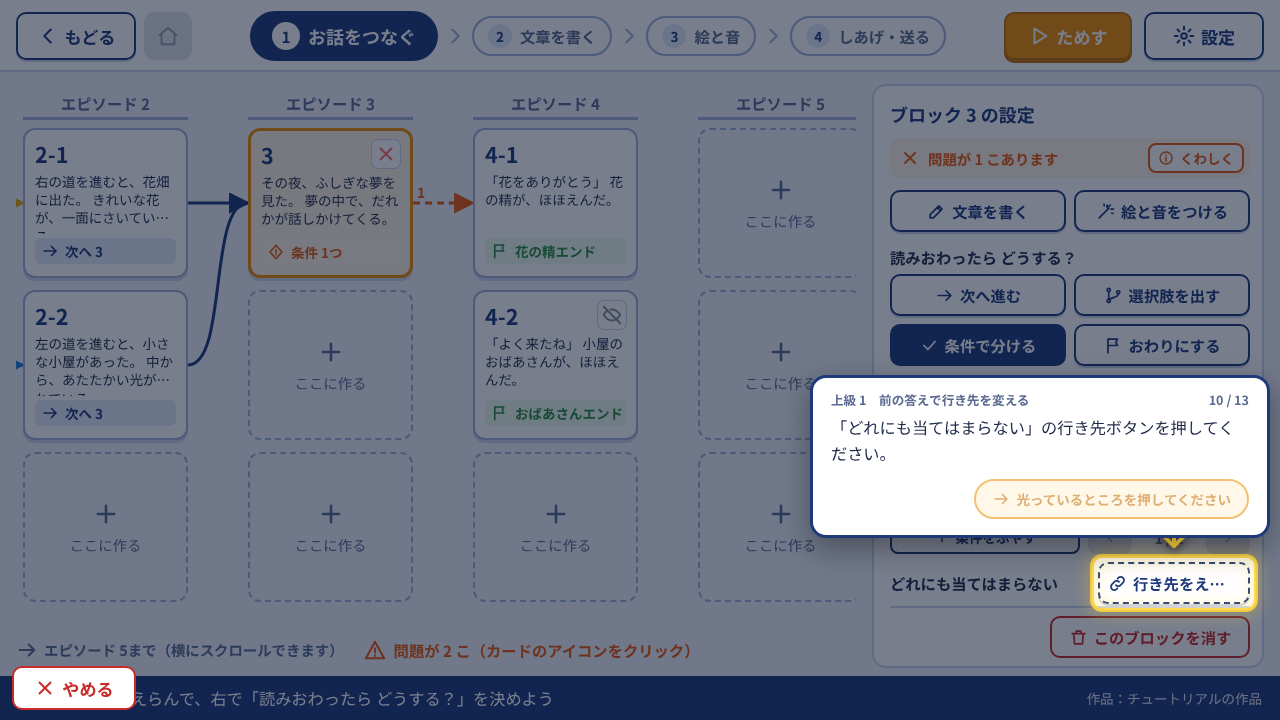 もどる
1 お話をつなぐ
2 文章を書く
3 絵と音
4 しあげ・送る
ためす
設定
エピソード 2
エピソード 3
エピソード 4
エピソード 5
2-1
右の道を進むと、花畑
に出た。 きれいな花
が、一面にさいてい…
次へ 3
3
その夜、ふしぎな夢を
見た。 夢の中で、だれ
かが話しかけてくる。
条件 1つ
1
4-1
「花をありがとう」 花
の精が、ほほえんだ。
花の精エンド
ここに作る
2-2
左の道を進むと、小さ
な小屋があった。 中か
ら、あたたかい光が…
次へ 3
ここに作る
4-2
「よく来たね」 小屋の
おばあさんが、ほほえ
んだ。
おばあさんエンド
ここに作る
ここに作る
ここに作る
ここに作る
ここに作る
エピソード 5まで（横にスクロールできます）
問題が 2 こ（カードのアイコンをクリック）
ブロック 3 の設定
問題が 1 こあります
くわしく
文章を書く
絵と音をつける
読みおわったら どうする？
次へ進む
選択肢を出す
条件で分ける
おわりにする
上級 1 前の答えで行き先を変える
10 / 13
「どれにも当てはまらない」の行き先ボタンを押してく
ださい。
光っているところを押してください
条件をふやす
どれにも当てはまらない
行き先をえ…
このブロックを消す
やめる
えらんで、右で「読みおわったら どうする？」を決めよう
作品：チュートリアルの作品